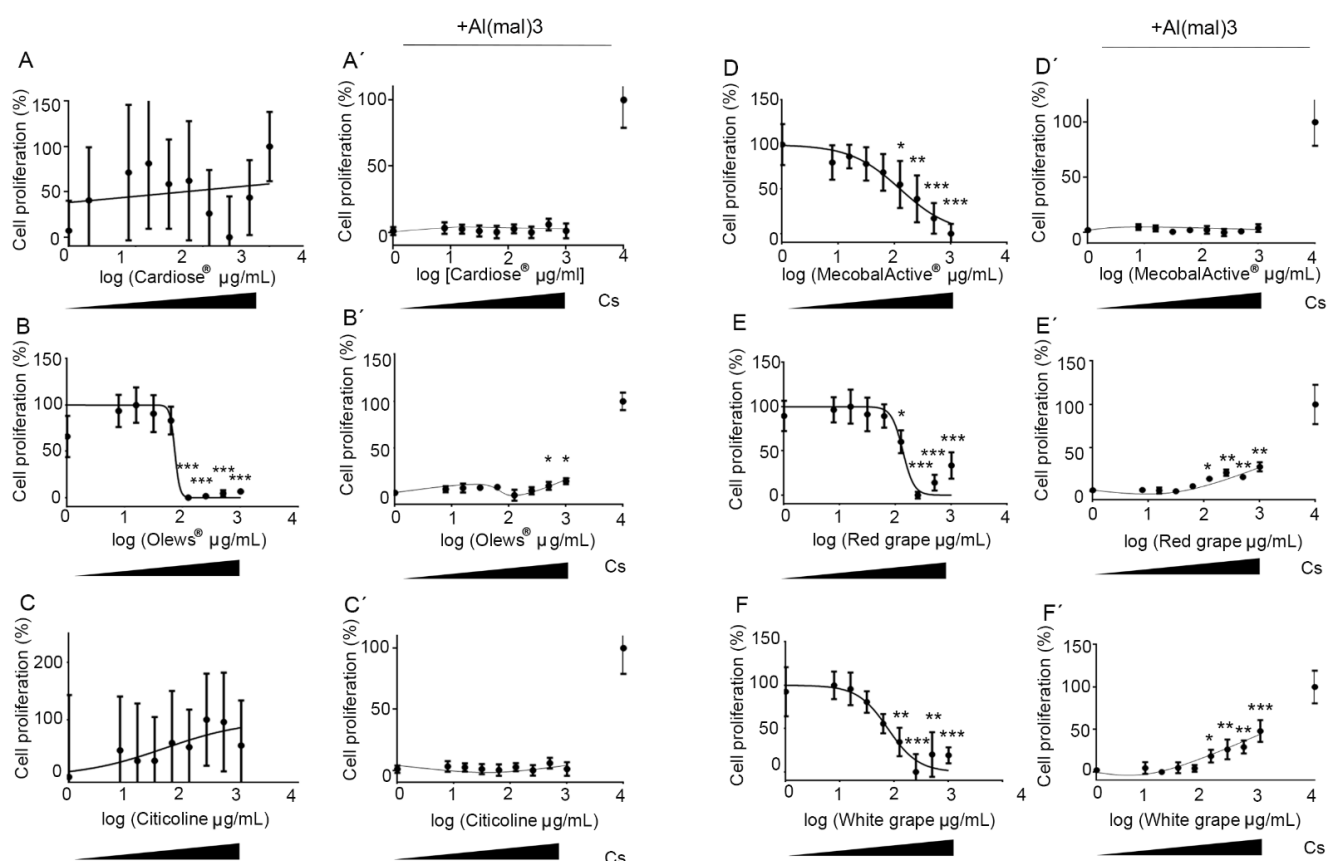 +Al(mal)3
+Al(mal)3
A
Cell proliferation (%)
150
100
50
0
0 1 2 3 4
log (Cardiose® µg/mL)
A´
Cell proliferation (%)
100
50
0
0 1 2 3 4
log [Cardiose® µg/ml]
Cs
D
Cell proliferation (%)
150
100
50
0
* ** *** ***
0 1 2 3 4
log (MecobalActive® µg/mL)
D´
Cell proliferation (%)
100
50
0
0 1 2 3 4
log (MecobalActive® µg/mL)
Cs
B
Cell proliferation (%)
150
100
50
0
*** *** *** ***
0 1 2 3 4
log (Olews® µg/mL)
B´
Cell proliferation (%)
150
100
50
0
* *
0 1 2 3 4
log (Olews® µg/mL)
Cs
E
Cell proliferation (%)
150
100
50
0
* *** *** ***
0 1 2 3 4
log (Red grape µg/mL)
E´
Cell proliferation (%)
150
100
50
0
* ** ** **
0 1 2 3 4
log (Red grape µg/mL)
Cs
C
Cell proliferation (%)
200
100
0
0 1 2 3 4
log (Citicoline µg/mL)
C´
Cell proliferation (%)
100
50
0
0 1 2 3 4
log (Citicoline µg/mL)
Cs
F
Cell proliferation (%)
150
100
50
0
** *** ** ***
0 1 2 3 4
log (White grape µg/mL)
F´
Cell proliferation (%)
150
100
50
0
* ** ** ***
0 1 2 3 4
log (White grape µg/mL)
Cs